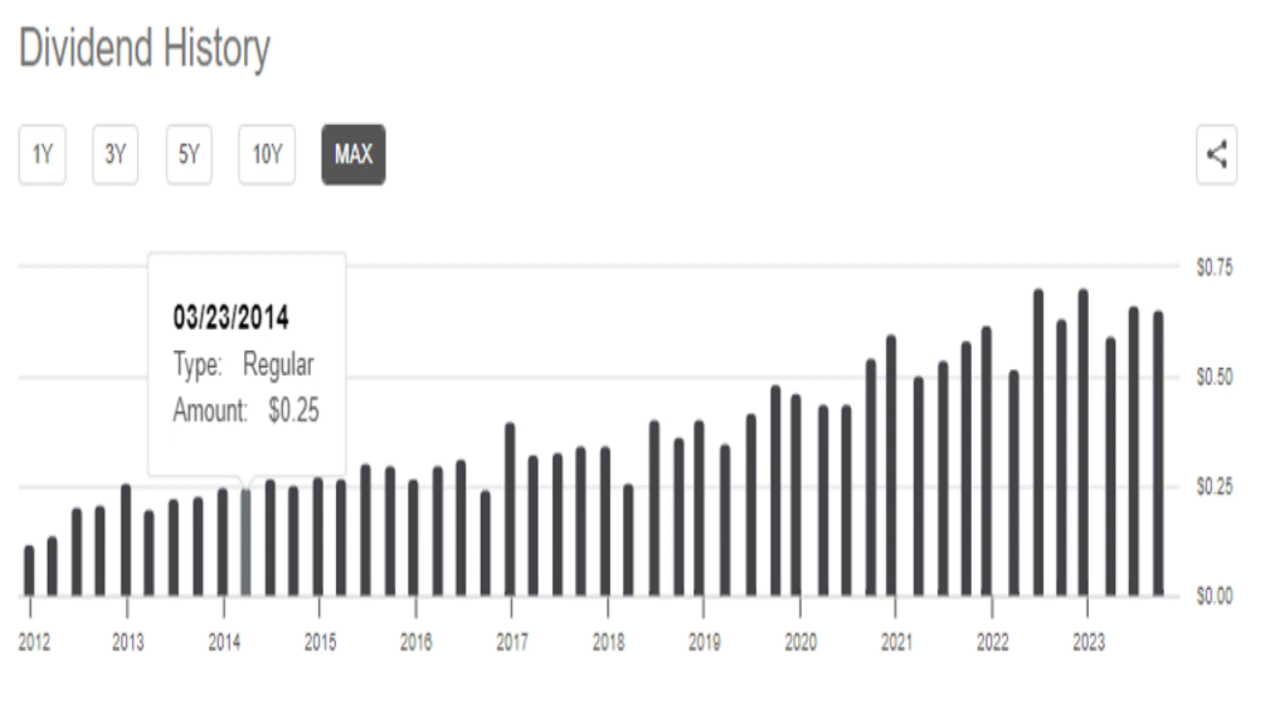 Dividend History
1Y 3Y 5Y 10Y MAX
$0.75
03/23/2014
Type: Regular
$0.50
Amount: $0.25
$0.25
$0.00
2012 2013 2014 2015 2016 2017 2018 2019 2020 2021 2022 2023